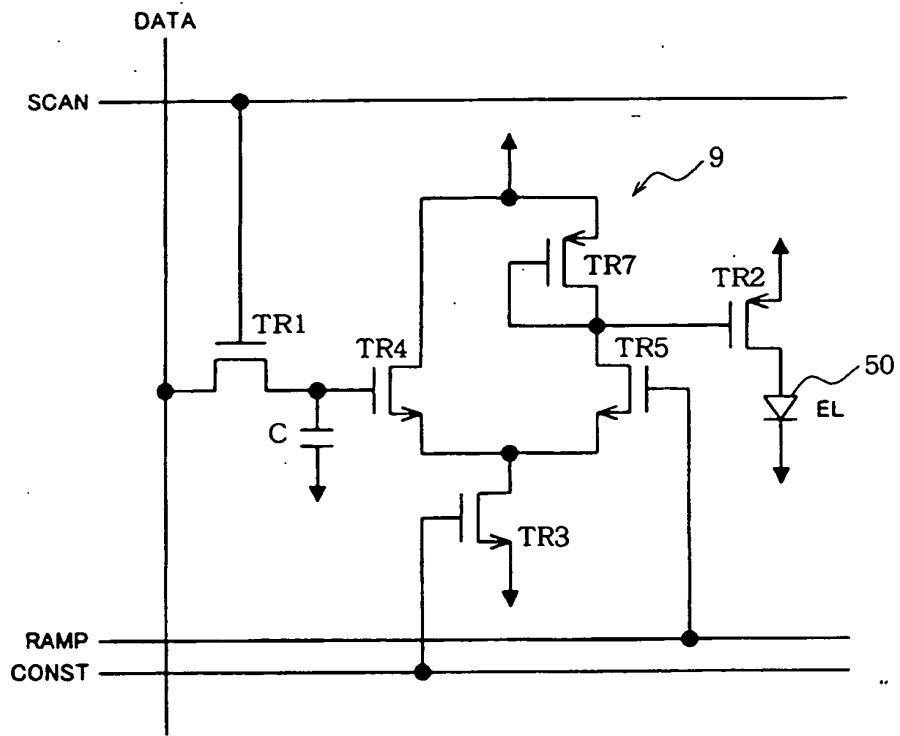 DATA
SCAN
9
TR7
TR2
TR1
TR4
TR5
50
C
EL
TR3
RAMP
CONST